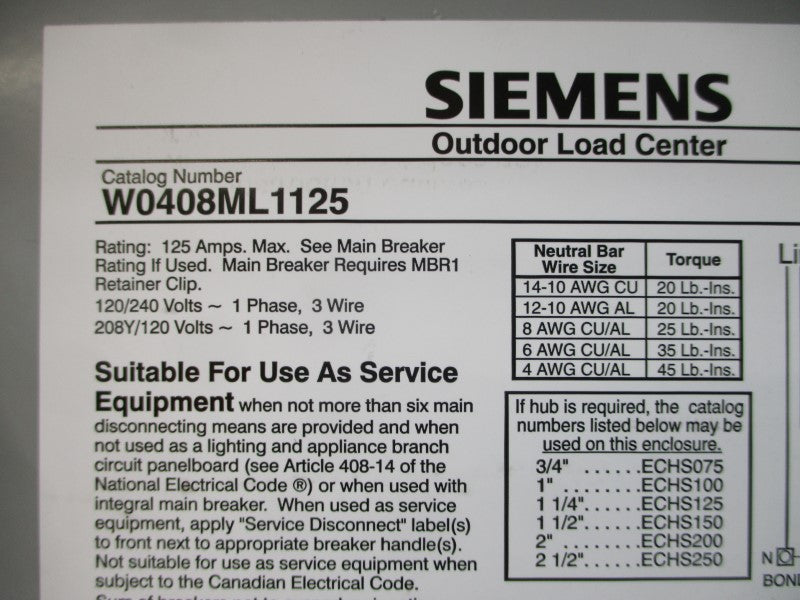 SIEMENS
Outdoor Load Center
Catalog Number
W0408ML1125
Rating: 125 Amps. Max. See Main Breaker
Rating If Used. Main Breaker Requires MBR1
Retainer Clip.
120/240 Volts ~ 1 Phase, 3 Wire
208Y/120 Volts ~ 1 Phase, 3 Wire
Suitable For Use As Service
Equipment when not more than six main
disconnecting means are provided and when
not used as a lighting and appliance branch
circuit panelboard (see Article 408-14 of the
National Electrical Code ®) or when used with
integral main breaker. When used as service
equipment, apply "Service Disconnect" label(s)
to front next to appropriate breaker handle(s).
Not suitable for use as service equipment when
subject to the Canadian Electrical Code.
Neutral Bar Wire Size Torque
14-10 AWG CU 20 Lb.-Ins.
12-10 AWG AL 20 Lb.-Ins.
8 AWG CU/AL 25 Lb.-Ins.
6 AWG CU/AL 35 Lb.-Ins.
4 AWG CU/AL 45 Lb.-Ins.
If hub is required, the catalog
numbers listed below may be
used on this enclosure.
3/4" ......ECHS075
1" ........ECHS100
1 1/4"......ECHS125
1 1/2"......ECHS150
2" ........ECHS200
2 1/2"......ECHS250
Li
N
BON